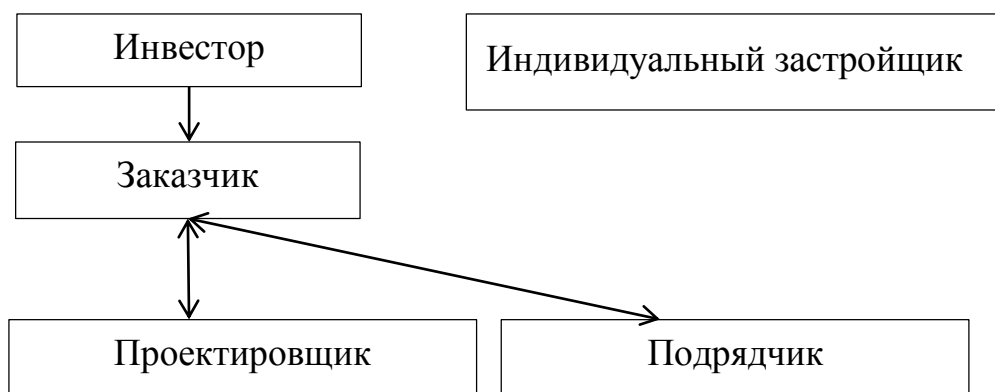 Инвестор
Индивидуальный застройщик
Заказчик
Проектировщик
Подрядчик